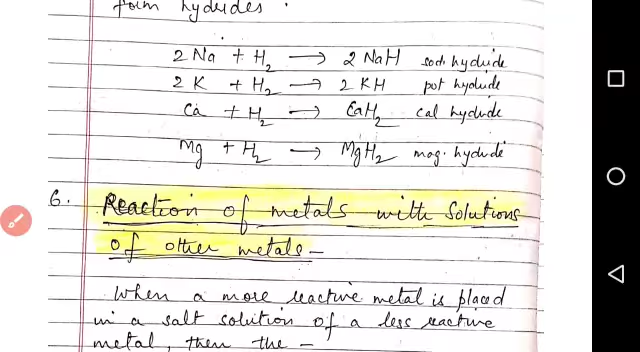 form hydrides.
2 Na + H2 → 2 NaH sodi hydride
2 K + H2 → 2 KH pot hydride
Ca + H2 → CaH2 cal hydride
Mg + H2 → MgH2 mag. hydride
6. Reaction of metals with solutions
of other metals –
When a more reactive metal is placed
in a salt solution of a less reactive
metal, then the –